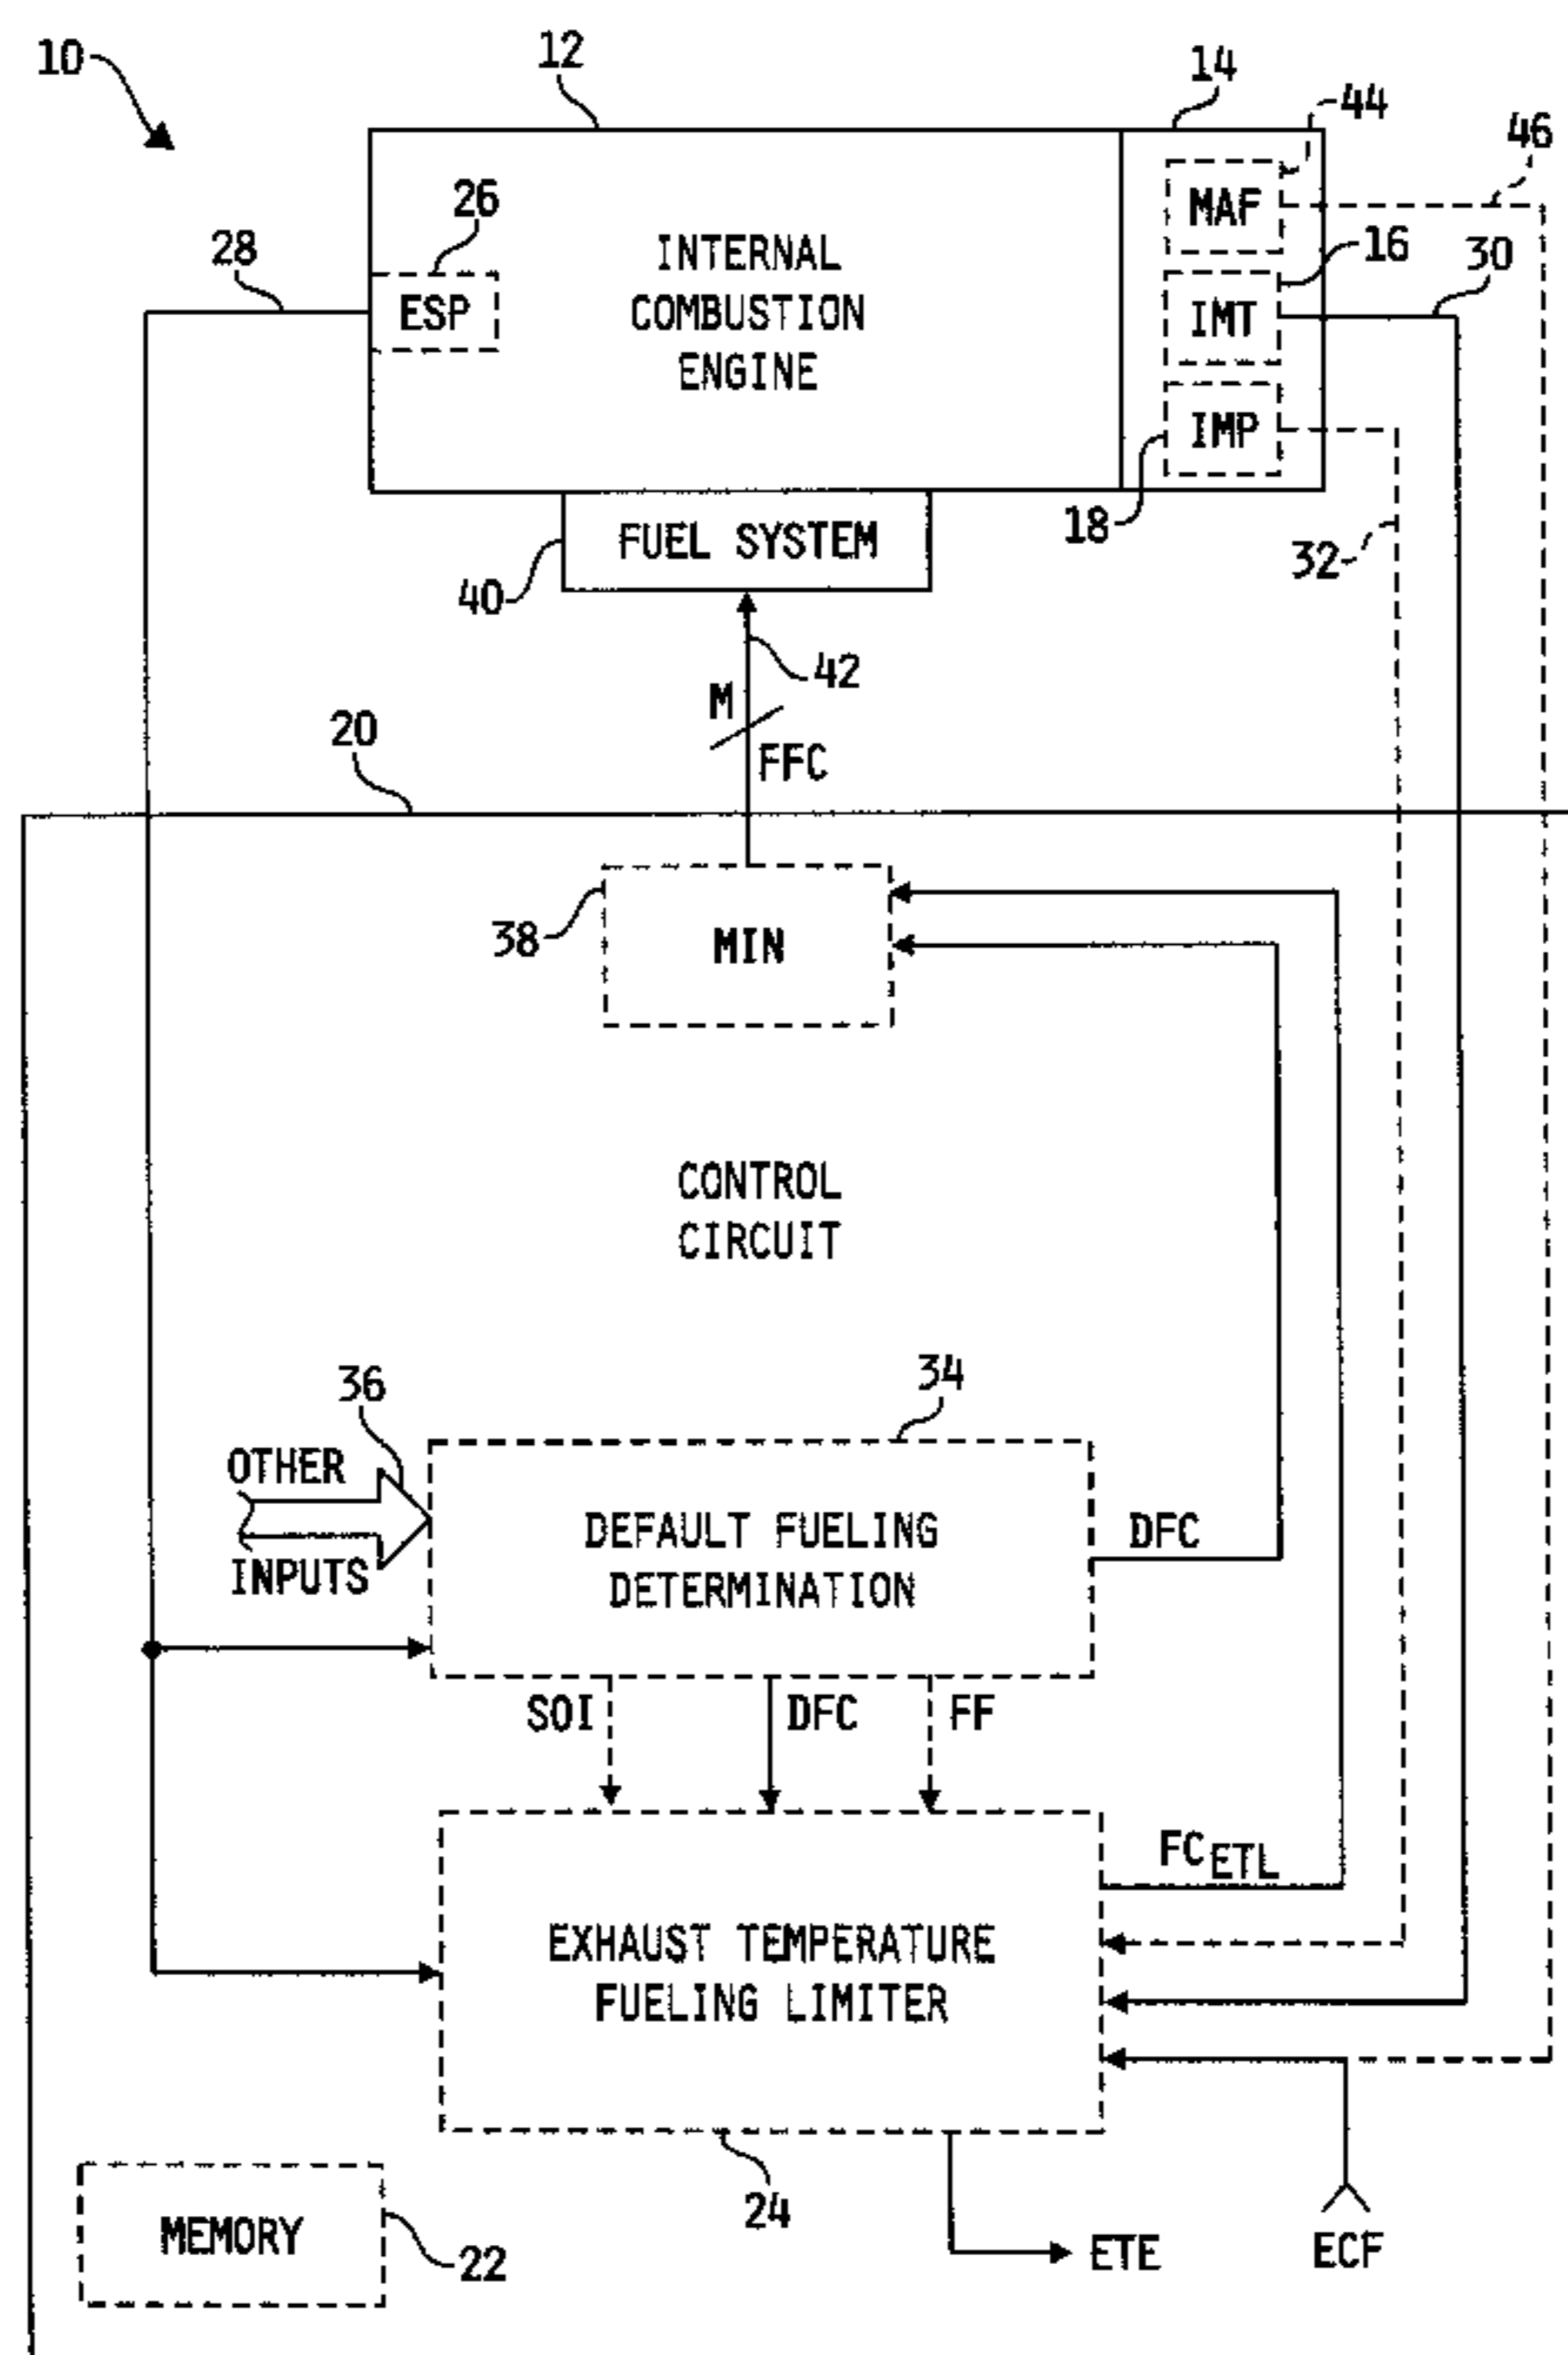 10
12
14
44
46
26
28
MAF
16
30
INTERNAL
COMBUSTION
ENGINE
ESP
IMT
IMP
18
32
FUEL SYSTEM
40
42
M
FFC
20
38
MIN
CONTROL
CIRCUIT
36
34
OTHER
INPUTS
DEFAULT FUELING
DETERMINATION
DFC
SOI
DFC
FF
FCETL
EXHAUST TEMPERATURE
FUELING LIMITER
24
MEMORY
22
ETE
ECF